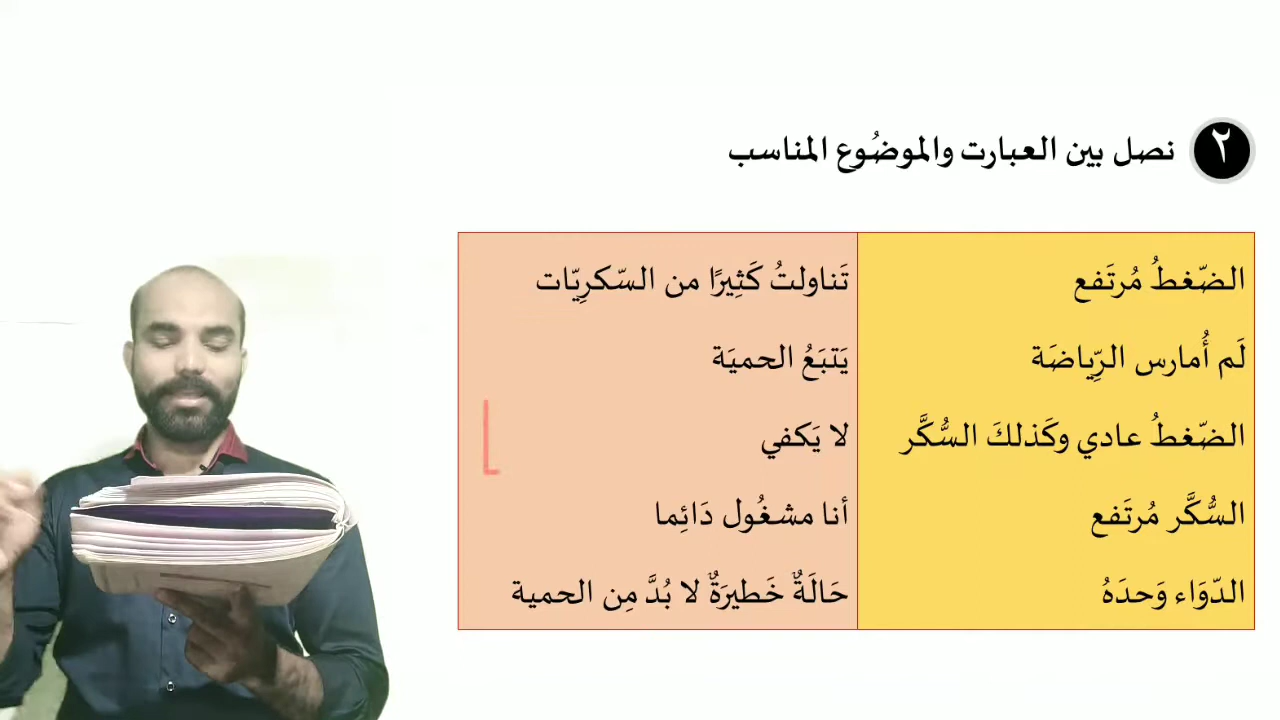 ٢ نصل بين العبارت والموضُوع المناسب
الضّغطُ مُرتَفع تَناولتُ كَثِيرًا من السّكرِيّات
لَم أُمارس الرِّياضَة يَتبَعُ الحميَة
الضّغطُ عادي وكَذلكَ السُّكَّر لا يَكفي
السُّكَّر مُرتَفع أنا مشغُول دَائِما
الدّوَاء وَحدَهُ حَالَةٌ خَطيرَةٌ لا بُدَّ مِن الحمية